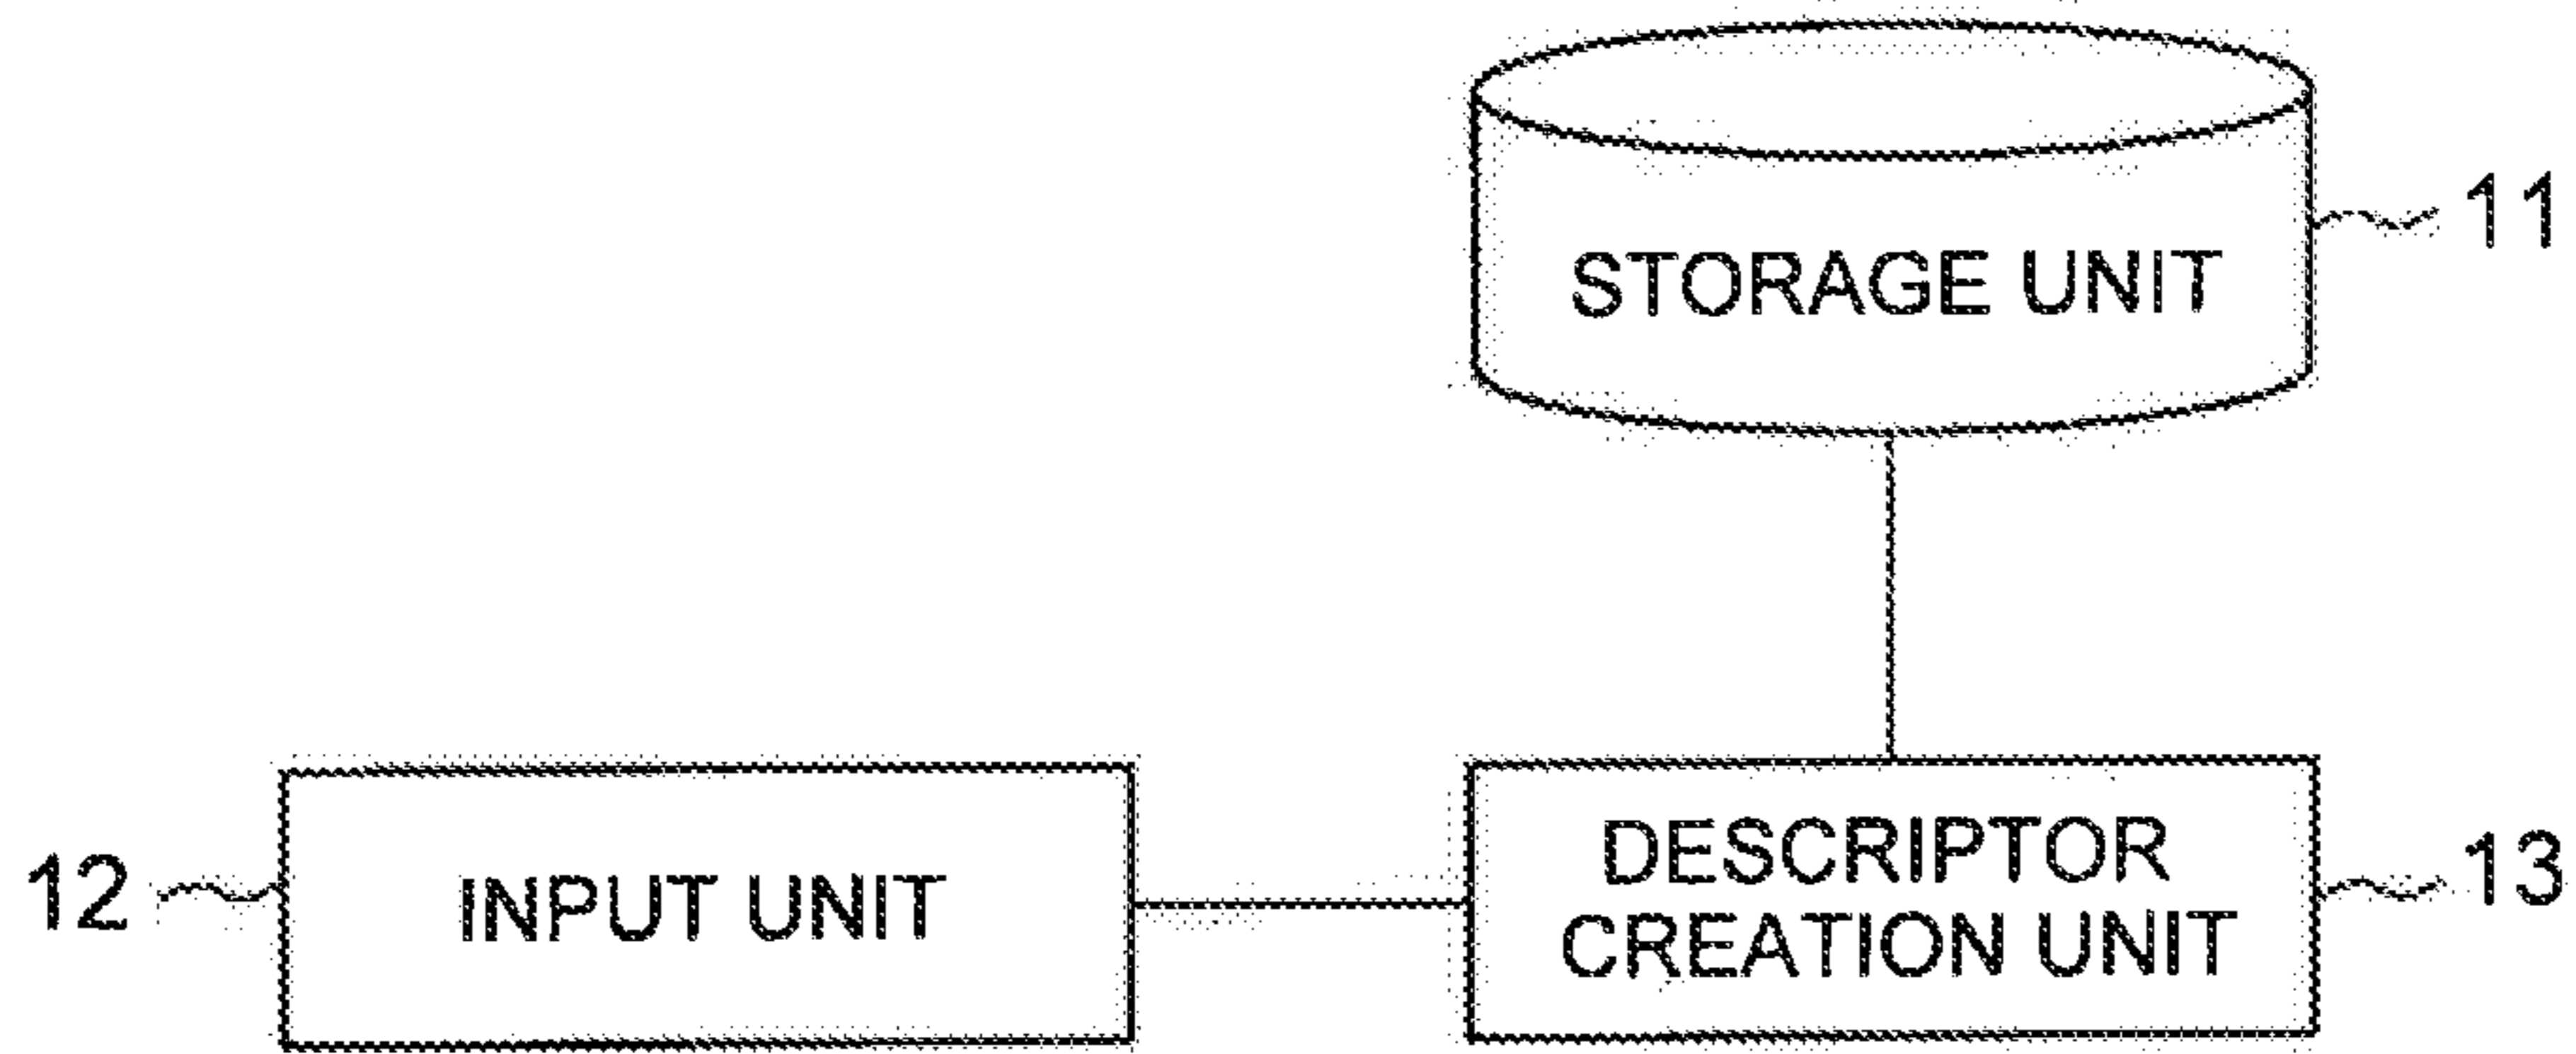 STORAGE UNIT
11
12
INPUT UNIT
DESCRIPTOR
CREATION UNIT
13